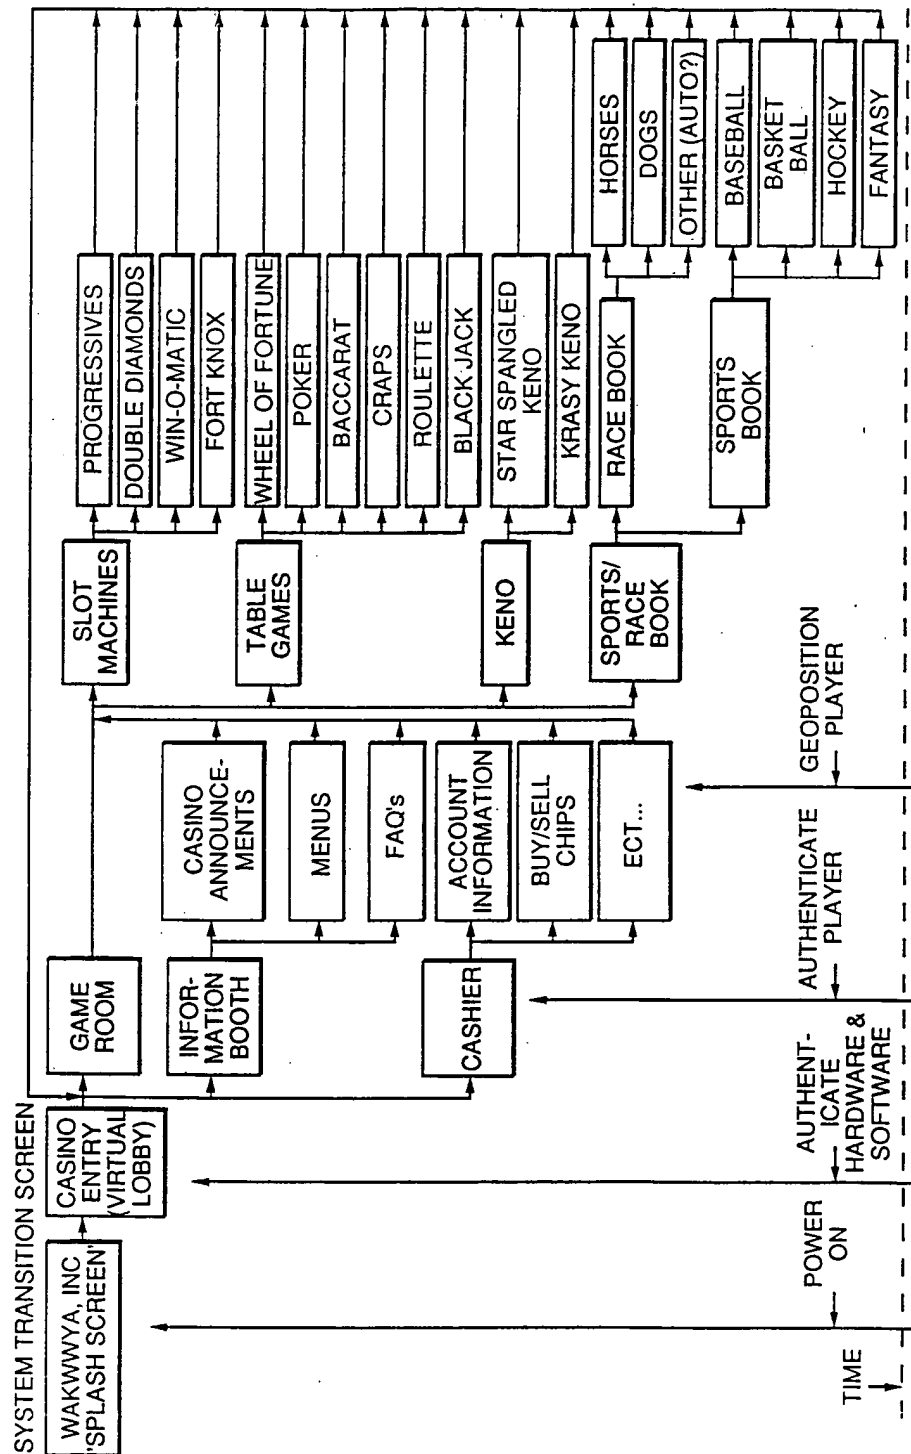 SYSTEM TRANSITION SCREEN
WAKWWYA, INC
'SPLASH SCREEN'
CASINO
ENTRY
(VIRTUAL
LOBBY)
GAME
ROOM
INFOR-
MATION
BOOTH
CASHIER
CASINO
ANNOUNCE-
MENTS
MENUS
FAQ's
ACCOUNT
INFORMATION
BUY/SELL
CHIPS
ECT...
SLOT
MACHINES
TABLE
GAMES
KENO
SPORTS/
RACE
BOOK
PROGRESSIVES
DOUBLE DIAMONDS
WIN-O-MATIC
FORT KNOX
WHEEL OF FORTUNE
POKER
BACCARAT
CRAPS
ROULETTE
BLACK JACK
STAR SPANGLED
KENO
KRASY KENO
RACE BOOK
SPORTS
BOOK
HORSES
DOGS
OTHER (AUTO?)
BASEBALL
BASKET
BALL
HOCKEY
FANTASY
TIME
POWER
ON
AUTHENT-
ICATE
HARDWARE &
SOFTWARE
AUTHENTICATE
PLAYER
GEOPOSITION
PLAYER